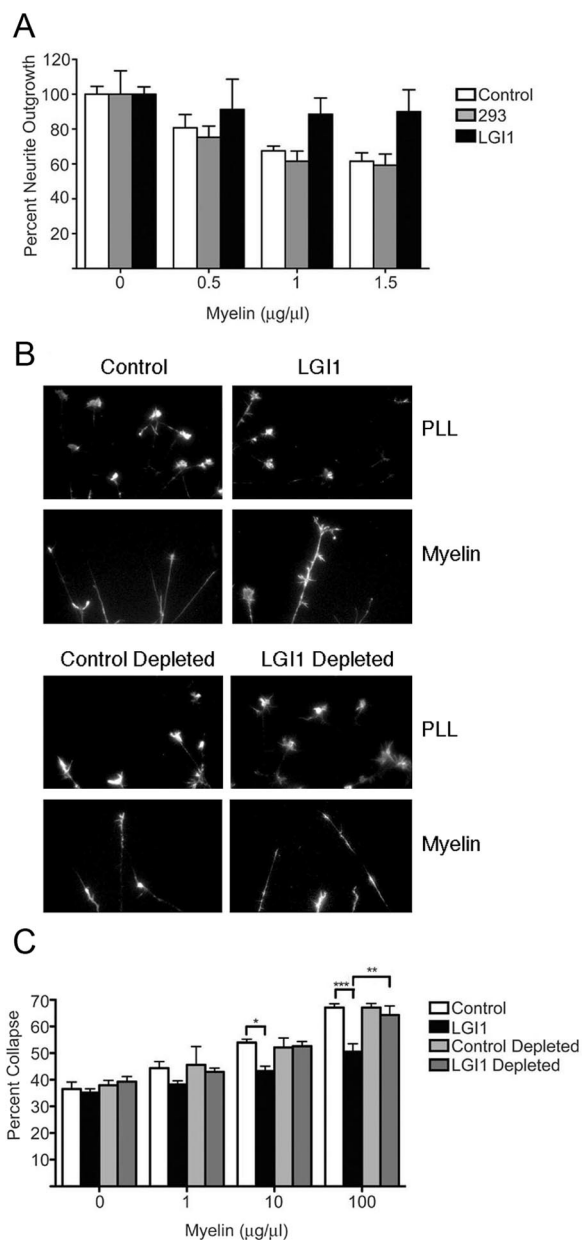 A
Percent Neurite Outgrowth
120
100
80
60
40
20
0
0.5
1
1.5
Myelin (µg/µl)
Control
293
LGI1
B
Control
LGI1
PLL
Myelin
Control Depleted
LGI1 Depleted
PLL
Myelin
C
Percent Collapse
70
60
50
40
30
20
10
*
***
**
0
1
10
100
Myelin (µg/µl)
Control
LGI1
Control Depleted
LGI1 Depleted